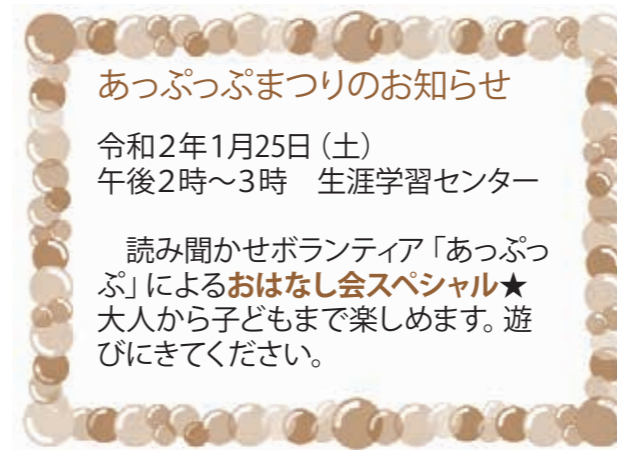 あっぷっぷまつりのお知らせ
令和2年1月25日（土）
午後2時～3時　生涯学習センター
　読み聞かせボランティア「あっぷっ
ぷ」によるおはなし会スペシャル★
大人から子どもまで楽しめます。遊
びにきてください。